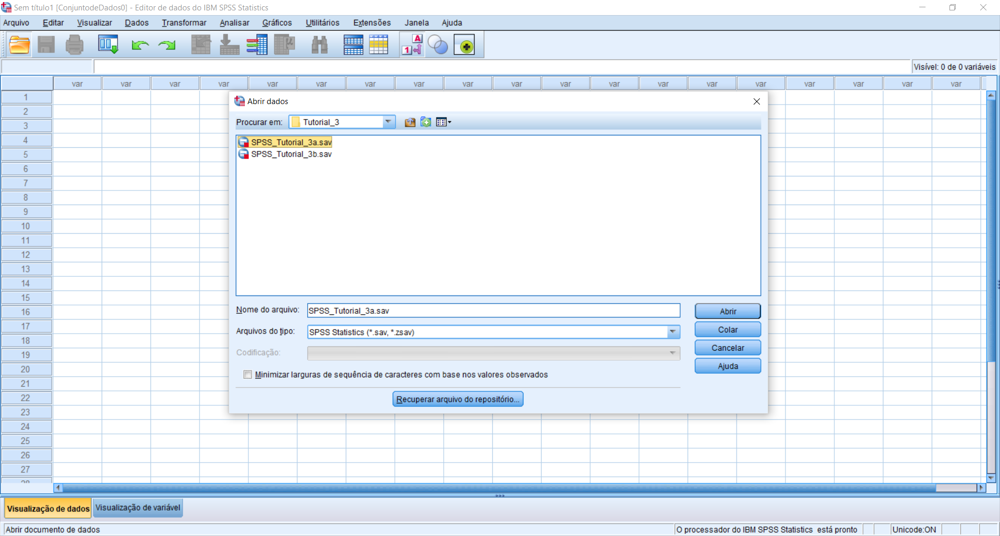 Sem título1 [ConjuntodeDados0] - Editor de dados do IBM SPSS Statistics
Arquivo Editar Visualizar Dados Transformar Analisar Gráficos Utilitários Extensões Janela Ajuda
A
1
μ
Visível: 0 de 0 variáveis
var var var var var var var var var var var var var var var var var var var
1
2
3
4
5
6
7
8
9
10
11
12
13
14
15
16
17
18
19
20
21
22
23
24
25
26
27
28
Abrir dados
Procurar em: Tutorial_3
SPSS_Tutorial_3a.sav
SPSS_Tutorial_3b.sav
Nome do arquivo: SPSS_Tutorial_3a.sav
Arquivos do tipo: SPSS Statistics (*.sav, *.zsav)
Codificação:
Minimizar larguras de sequência de caracteres com base nos valores observados
Abrir
Colar
Cancelar
Ajuda
Recuperar arquivo do repositório...
Visualização de dados Visualização de variável
Abrir documento de dados O processador do IBM SPSS Statistics está pronto Unicode:ON